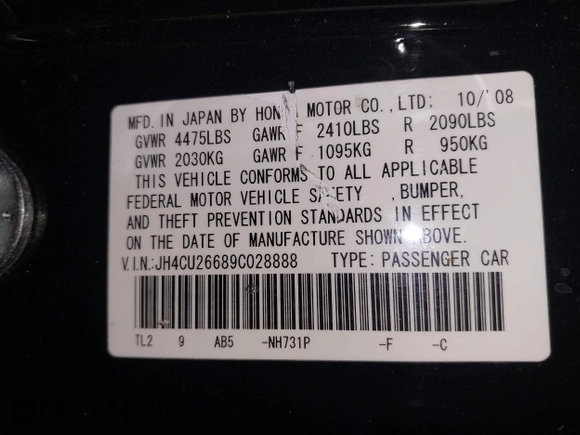 MFD. IN JAPAN BY HONDA MOTOR CO.,LTD; 10/'08
GVWR 4475LBS GAWR F 2410LBS R 2090LBS
GVWR 2030KG GAWR F 1095KG R 950KG
THIS VEHICLE CONFORMS TO ALL APPLICABLE
FEDERAL MOTOR VEHICLE SAFETY ,BUMPER,
AND THEFT PREVENTION STANDARDS IN EFFECT
ON THE DATE OF MANUFACTURE SHOWN ABOVE.
V.I.N.:JH4CU26689C028888 TYPE: PASSENGER CAR
TL2 9 AB5 -NH731P -F -C